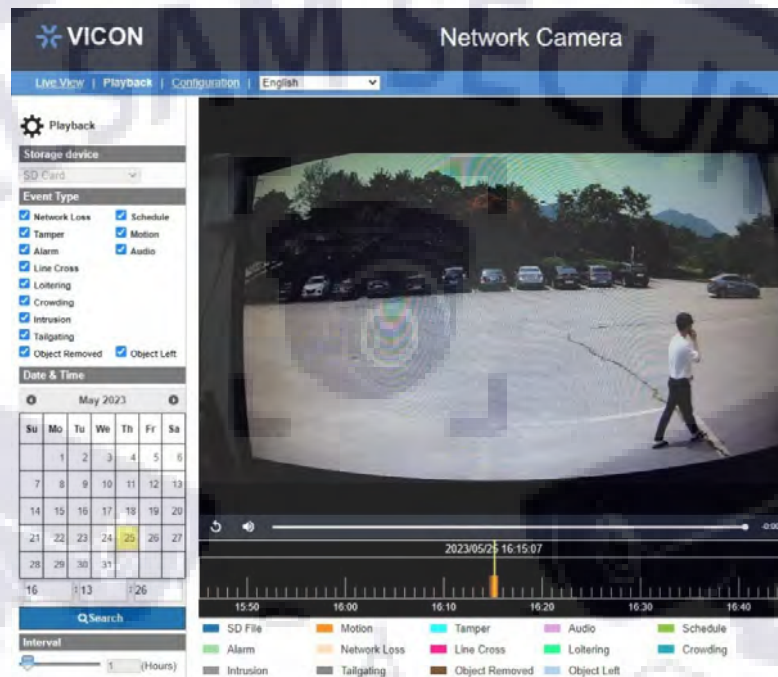 VICON
Network Camera
Live View | Playback | Configuration | English
Playback
Storage device
SD Card
Event Type
Network Loss Schedule
Tamper Motion
Alarm Audio
Line Cross
Loitering
Crowding
Intrusion
Tailgating
Object Removed Object Left
Date & Time
May 2023
Su Mo Tu We Th Fr Sa
1 2 3 4 5 6
7 8 9 10 11 12 13
14 15 16 17 18 19 20
21 22 23 24 25 26 27
28 29 30 31
16 :13 :26
Search
Interval
1 (Hours)
-0:00
2023/05/25 16:15:07
15:50 16:00 16:10 16:20 16:30 16:40
SD File Motion Tamper Audio Schedule
Alarm Network Loss Line Cross Loitering Crowding
Intrusion Tailgating Object Removed Object Left